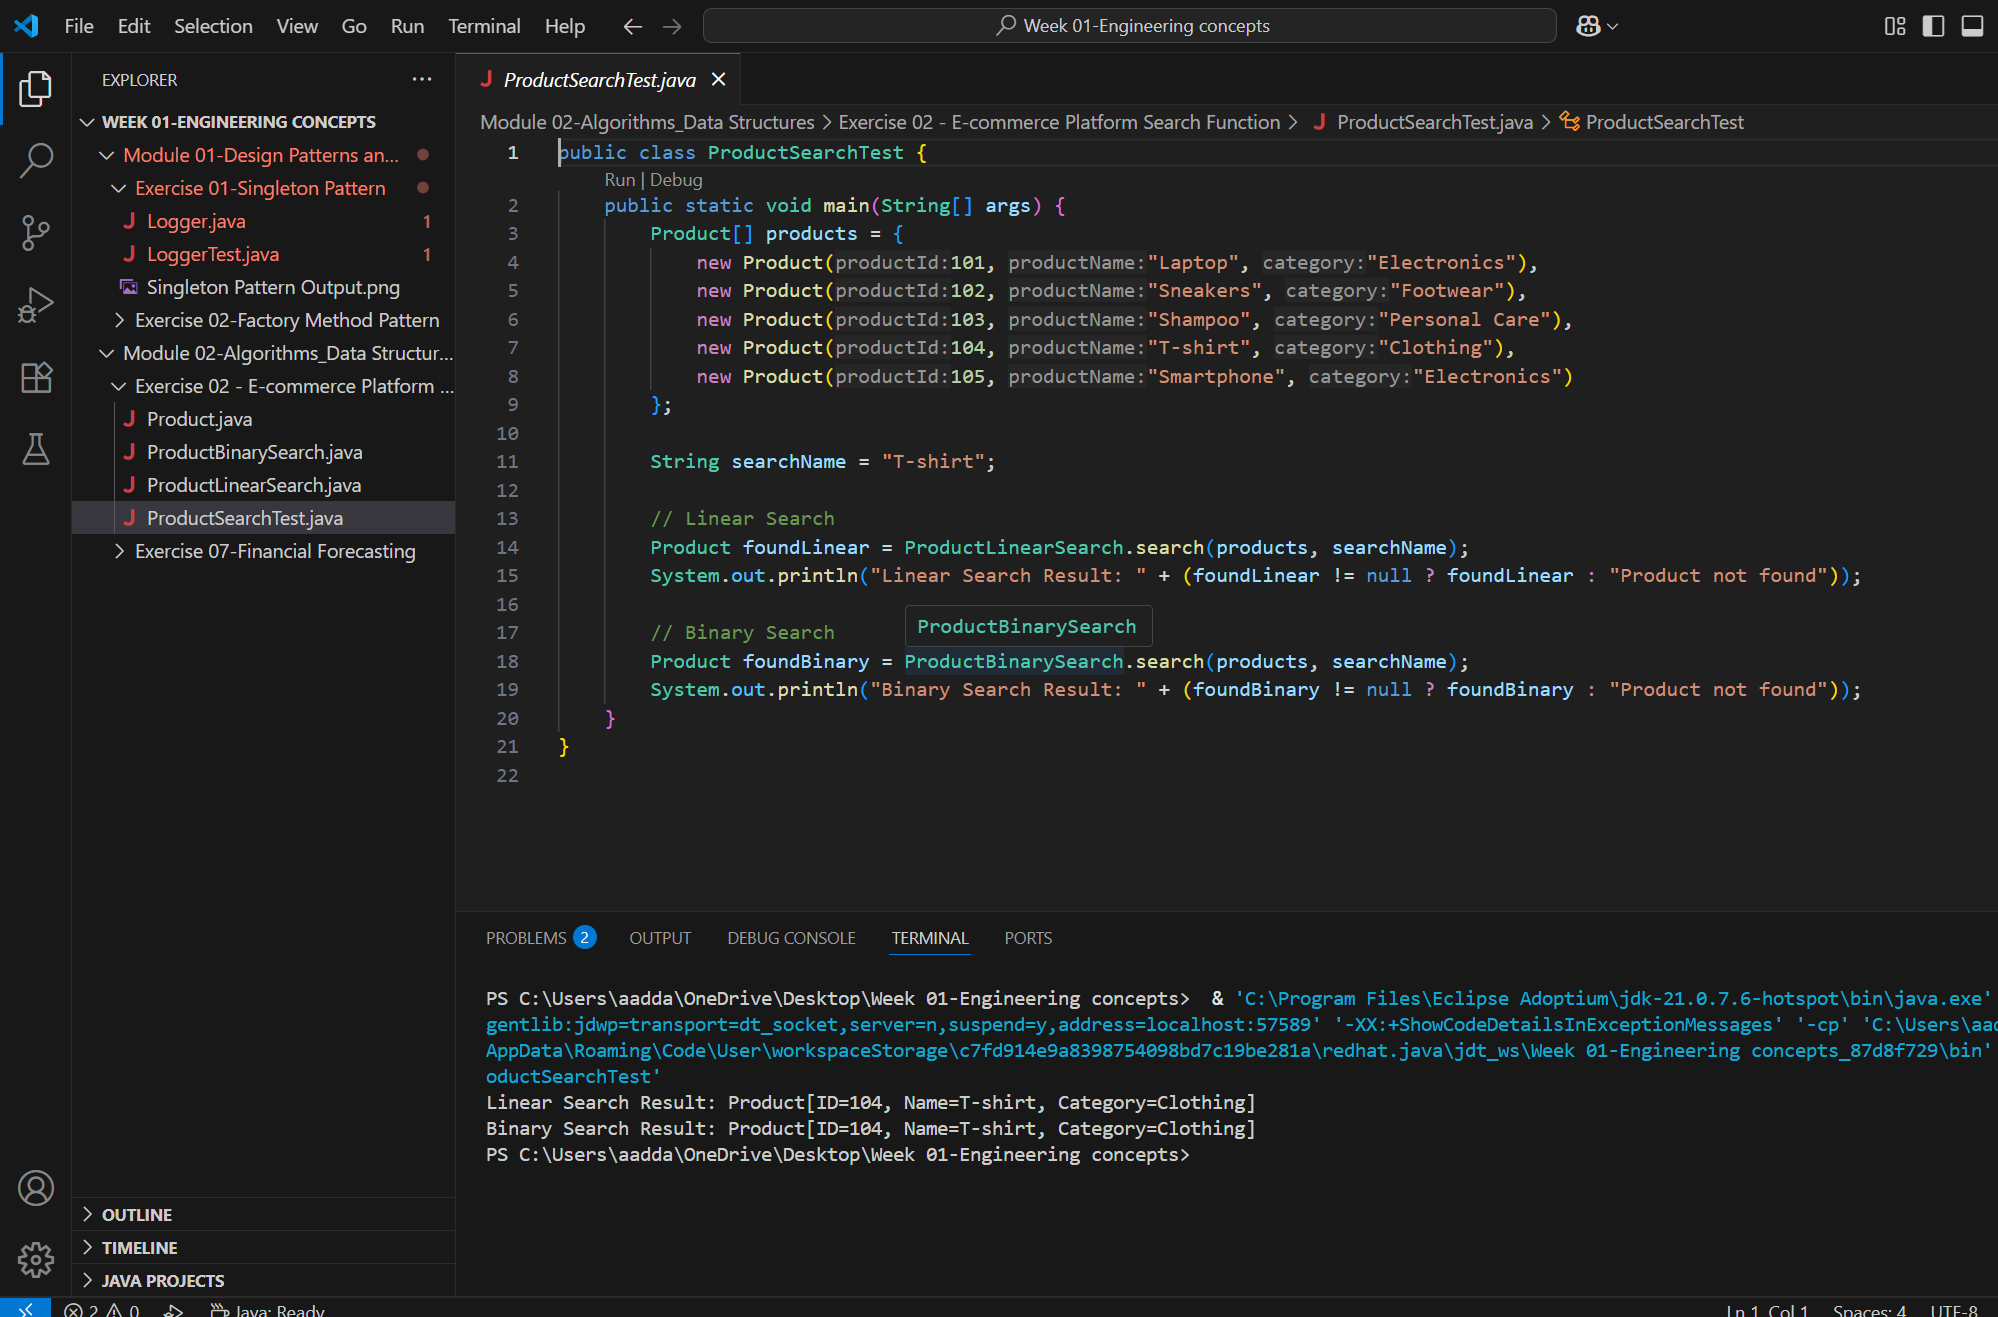 File Edit Selection View Go Run Terminal Help
Week 01-Engineering concepts
EXPLORER
WEEK 01-ENGINEERING CONCEPTS
Module 01-Design Patterns an...
Exercise 01-Singleton Pattern
Logger.java 1
LoggerTest.java 1
Singleton Pattern Output.png
Exercise 02-Factory Method Pattern
Module 02-Algorithms_Data Structur...
Exercise 02 - E-commerce Platform ...
Product.java
ProductBinarySearch.java
ProductLinearSearch.java
ProductSearchTest.java
Exercise 07-Financial Forecasting
OUTLINE
TIMELINE
JAVA PROJECTS
ProductSearchTest.java
Module 02-Algorithms_Data Structures > Exercise 02 - E-commerce Platform Search Function > ProductSearchTest.java > ProductSearchTest
1 public class ProductSearchTest {
Run | Debug
2 public static void main(String[] args) {
3 Product[] products = {
4 new Product(productId:101, productName:"Laptop", category:"Electronics"),
5 new Product(productId:102, productName:"Sneakers", category:"Footwear"),
6 new Product(productId:103, productName:"Shampoo", category:"Personal Care"),
7 new Product(productId:104, productName:"T-shirt", category:"Clothing"),
8 new Product(productId:105, productName:"Smartphone", category:"Electronics")
9 };
10
11 String searchName = "T-shirt";
12
13 // Linear Search
14 Product foundLinear = ProductLinearSearch.search(products, searchName);
15 System.out.println("Linear Search Result: " + (foundLinear != null ? foundLinear : "Product not found"));
16
ProductBinarySearch
17 // Binary Search
18 Product foundBinary = ProductBinarySearch.search(products, searchName);
19 System.out.println("Binary Search Result: " + (foundBinary != null ? foundBinary : "Product not found"));
20 }
21 }
22
PROBLEMS 2 OUTPUT DEBUG CONSOLE TERMINAL PORTS
PS C:\Users\aadda\OneDrive\Desktop\Week 01-Engineering concepts> & 'C:\Program Files\Eclipse Adoptium\jdk-21.0.7.6-hotspot\bin\java.exe'
gentlib:jdwp=transport=dt_socket,server=n,suspend=y,address=localhost:57589' '-XX:+ShowCodeDetailsInExceptionMessages' '-cp' 'C:\Users\aad
AppData\Roaming\Code\User\workspaceStorage\c7fd914e9a8398754098bd7c19be281a\redhat.java\jdt_ws\Week 01-Engineering concepts_87d8f729\bin'
oductSearchTest'
Linear Search Result: Product[ID=104, Name=T-shirt, Category=Clothing]
Binary Search Result: Product[ID=104, Name=T-shirt, Category=Clothing]
PS C:\Users\aadda\OneDrive\Desktop\Week 01-Engineering concepts>
2 0 Java: Ready Ln 1, Col 1 Spaces: 4 UTF-8